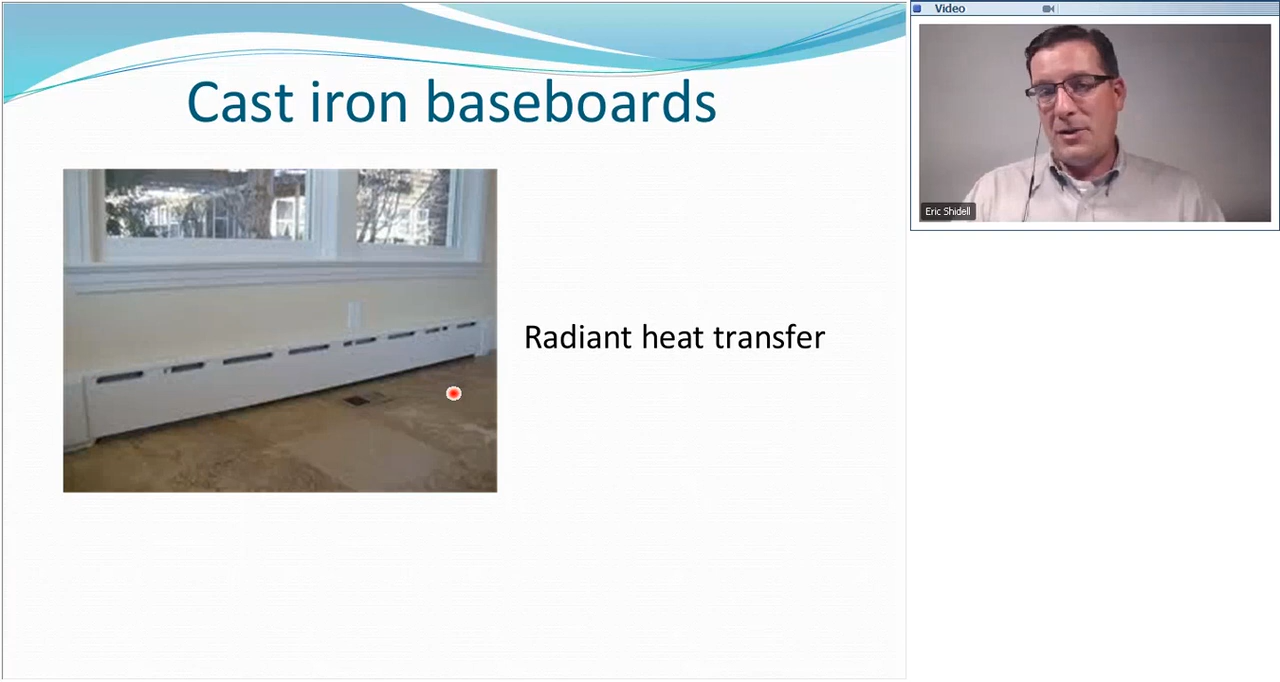 Cast iron baseboards
Radiant heat transfer
Video
Eric Shidell